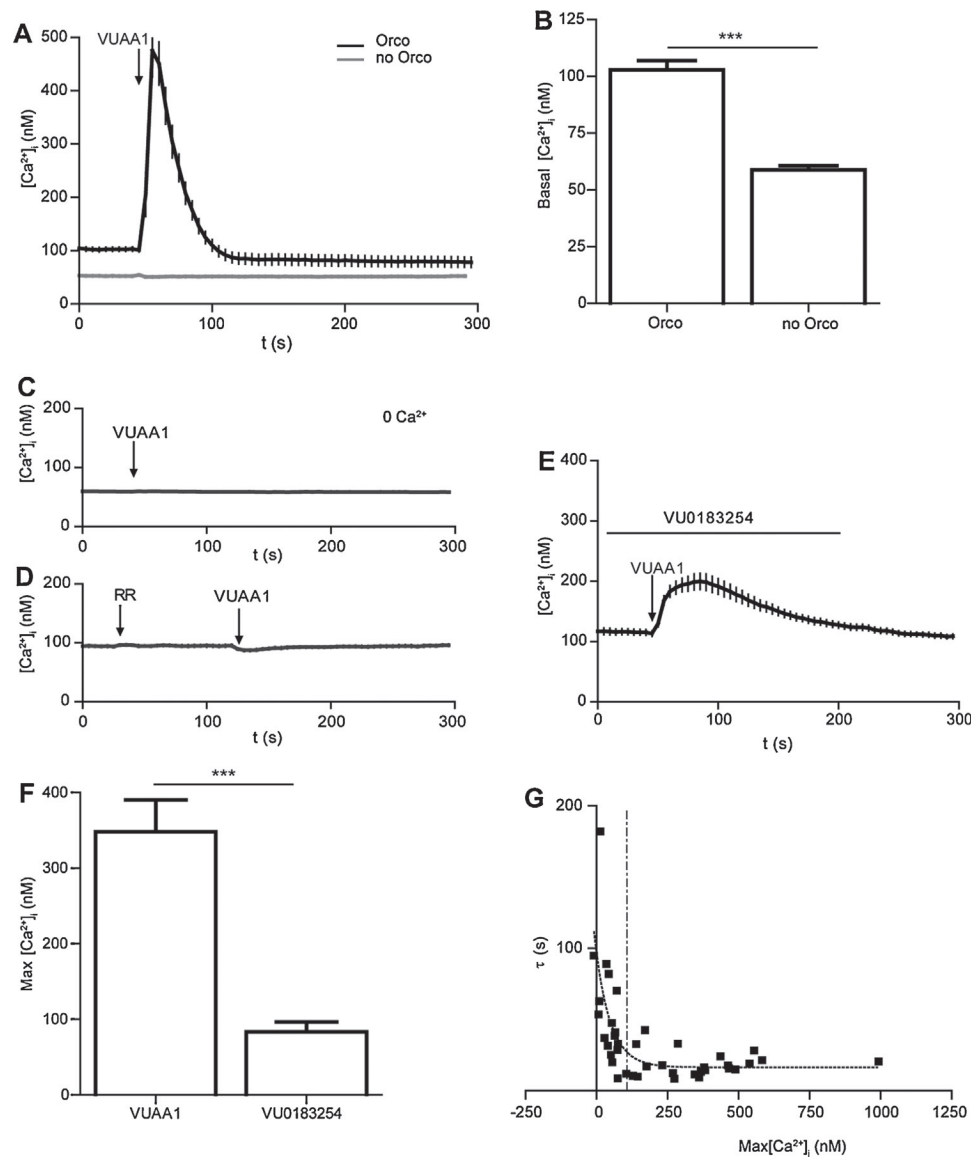 A
VUAA1
Orco
no Orco
500
400
300
200
100
0
[Ca²⁺]ᵢ (nM)
0
100
200
300
t (s)
B
***
125
100
75
50
25
0
Basal [Ca²⁺]ᵢ (nM)
Orco
no Orco
C
VUAA1
0 Ca²⁺
200
100
0
[Ca²⁺]ᵢ (nM)
0
100
200
300
t (s)
D
RR
VUAA1
200
100
0
[Ca²⁺]ᵢ (nM)
0
100
200
300
t (s)
E
VU0183254
VUAA1
400
300
200
100
0
[Ca²⁺]ᵢ (nM)
0
100
200
300
t (s)
F
***
400
300
200
100
0
Max [Ca²⁺]ᵢ (nM)
VUAA1
VU0183254
G
200
100
τ (s)
-250
0
250
500
750
1000
1250
Max[Ca²⁺]ᵢ (nM)